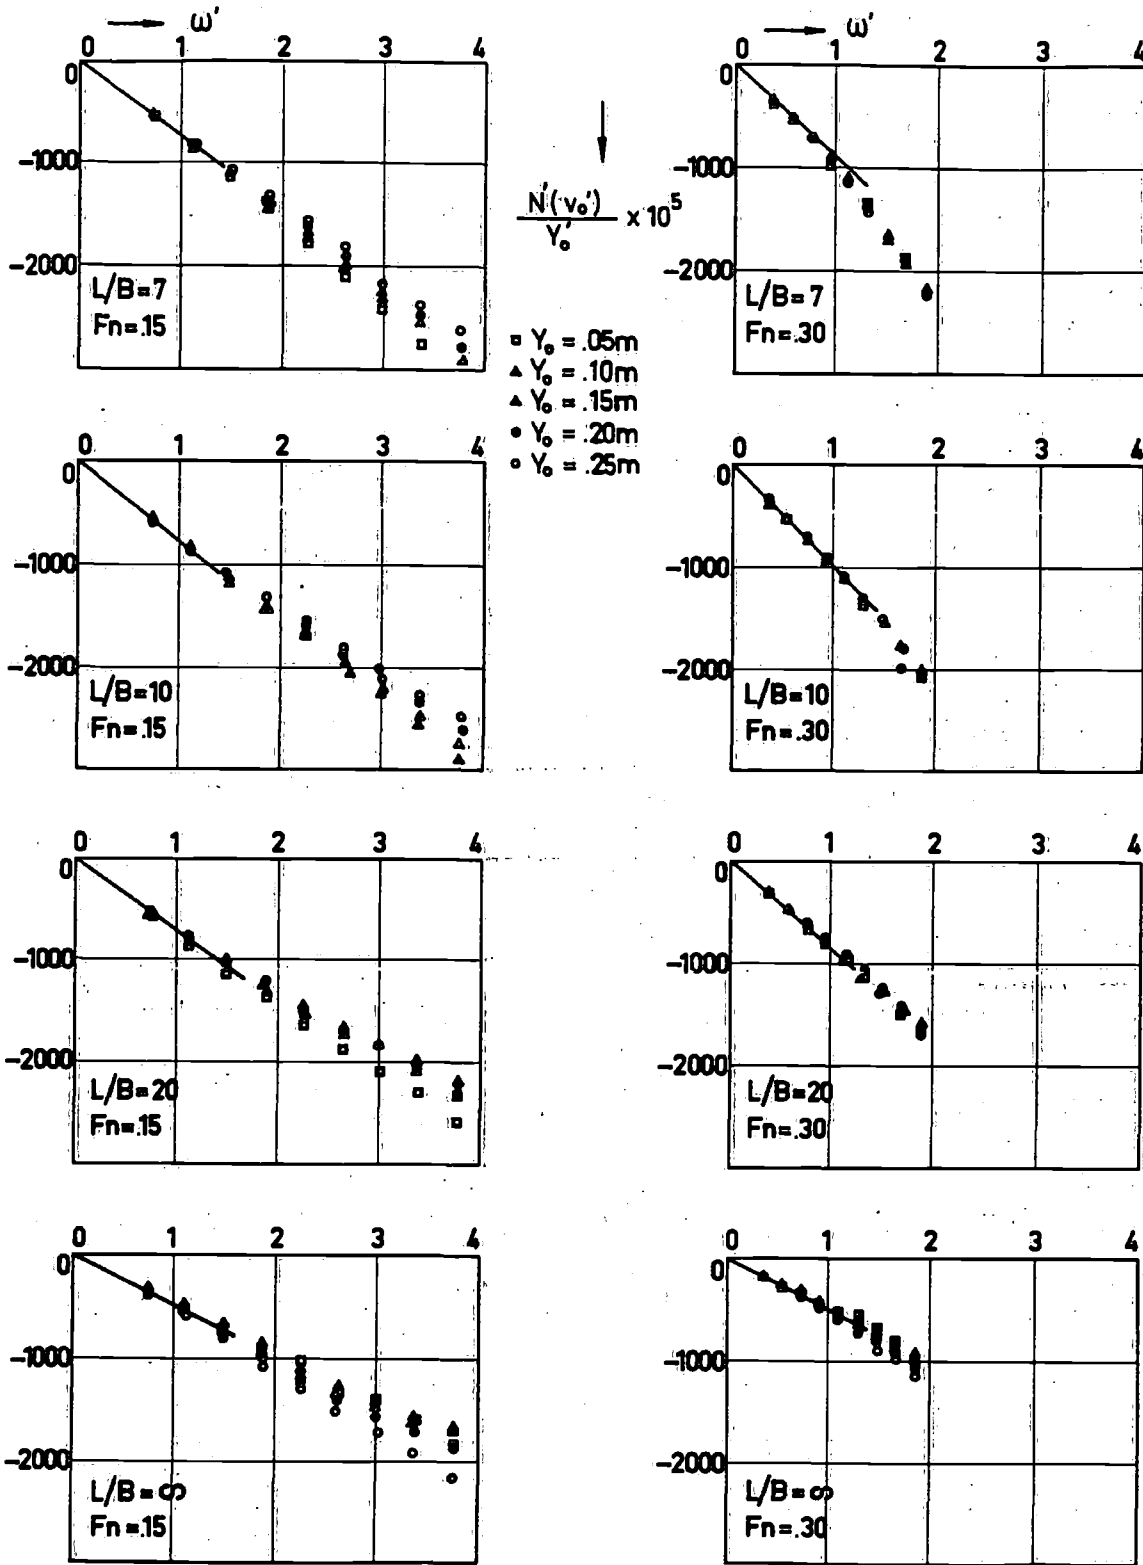 ω' ω'
0 1 2 3 4
0
-1000
-2000
L/B=7
Fn=.15
N'(v₀')
Y₀'
x 10⁵
□ Y₀ = .05m
▲ Y₀ = .10m
▲ Y₀ = .15m
● Y₀ = .20m
○ Y₀ = .25m
0 1 2 3 4
0
-1000
-2000
L/B=7
Fn=.30
0 1 2 3 4
0
-1000
-2000
L/B=10
Fn=.15
0 1 2 3 4
0
-1000
-2000
L/B=10
Fn=.30
0 1 2 3 4
0
-1000
-2000
L/B=20
Fn=.15
0 1 2 3 4
0
-1000
-2000
L/B=20
Fn=.30
0 1 2 3 4
0
-1000
-2000
L/B=∞
Fn=.15
0 1 2 3 4
0
-1000
-2000
L/B=∞
Fn=.30